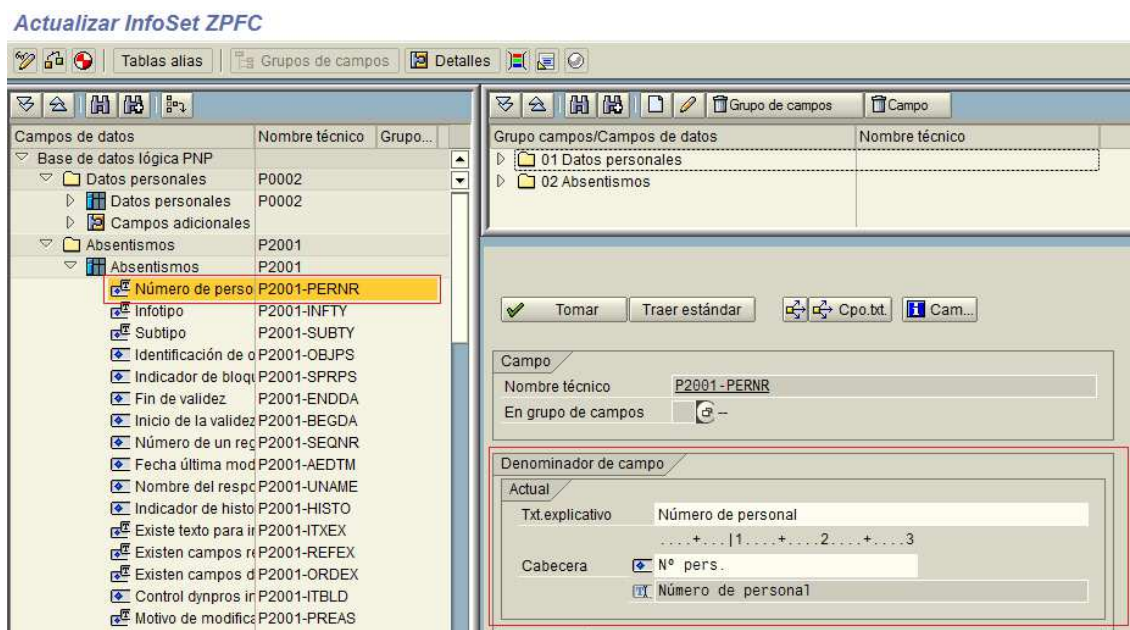 Actualizar InfoSet ZPFC
Tablas alias Grupos de campos Detalles
Campos de datos Nombre técnico Grupo...
Base de datos lógica PNP
Datos personales P0002
Datos personales P0002
Campos adicionales
Absentismos P2001
Absentismos P2001
Número de perso P2001-PERNR
Infotipo P2001-INFTY
Subtipo P2001-SUBTY
Identificación de o P2001-OBJPS
Indicador de bloqu P2001-SPRPS
Fin de validez P2001-ENDDA
Inicio de la validez P2001-BEGDA
Número de un reg P2001-SEQNR
Fecha última mod P2001-AEDTM
Nombre del respo P2001-UNAME
Indicador de histo P2001-HISTO
Existe texto para in P2001-ITXEX
Existen campos re P2001-REFEX
Existen campos d P2001-ORDEX
Control dynpros in P2001-ITBLD
Motivo de modifica P2001-PREAS
Grupo de campos Campo
Grupo campos/Campos de datos Nombre técnico
01 Datos personales
02 Absentismos
Tomar Traer estándar Cpo.txt. Cam...
Campo
Nombre técnico P2001-PERNR
En grupo de campos --
Denominador de campo
Actual
Txt.explicativo Número de personal
....+...|1....+....2....+....3
Cabecera Nº pers.
Número de personal